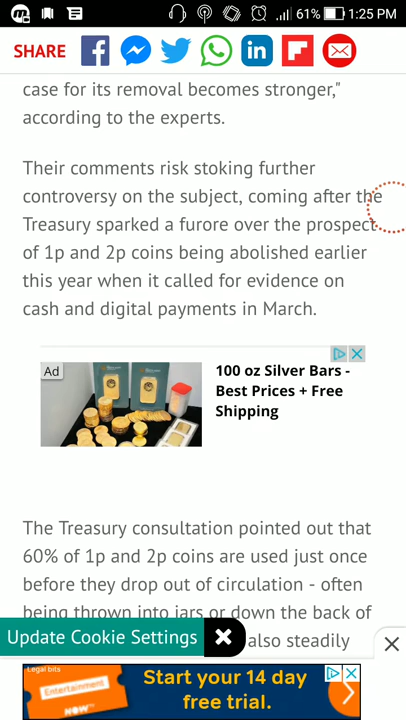 61% 1:25 PM
SHARE
case for its removal becomes stronger,"
according to the experts.
Their comments risk stoking further
controversy on the subject, coming after the
Treasury sparked a furore over the prospect
of 1p and 2p coins being abolished earlier
this year when it called for evidence on
cash and digital payments in March.
Ad
100 oz Silver Bars -
Best Prices + Free
Shipping
The Treasury consultation pointed out that
60% of 1p and 2p coins are used just once
before they drop out of circulation - often
being thrown into jars or down the back of
Update Cookie Settings
also steadily
Legal bits
Entertainment
NOW
Start your 14 day
free trial.